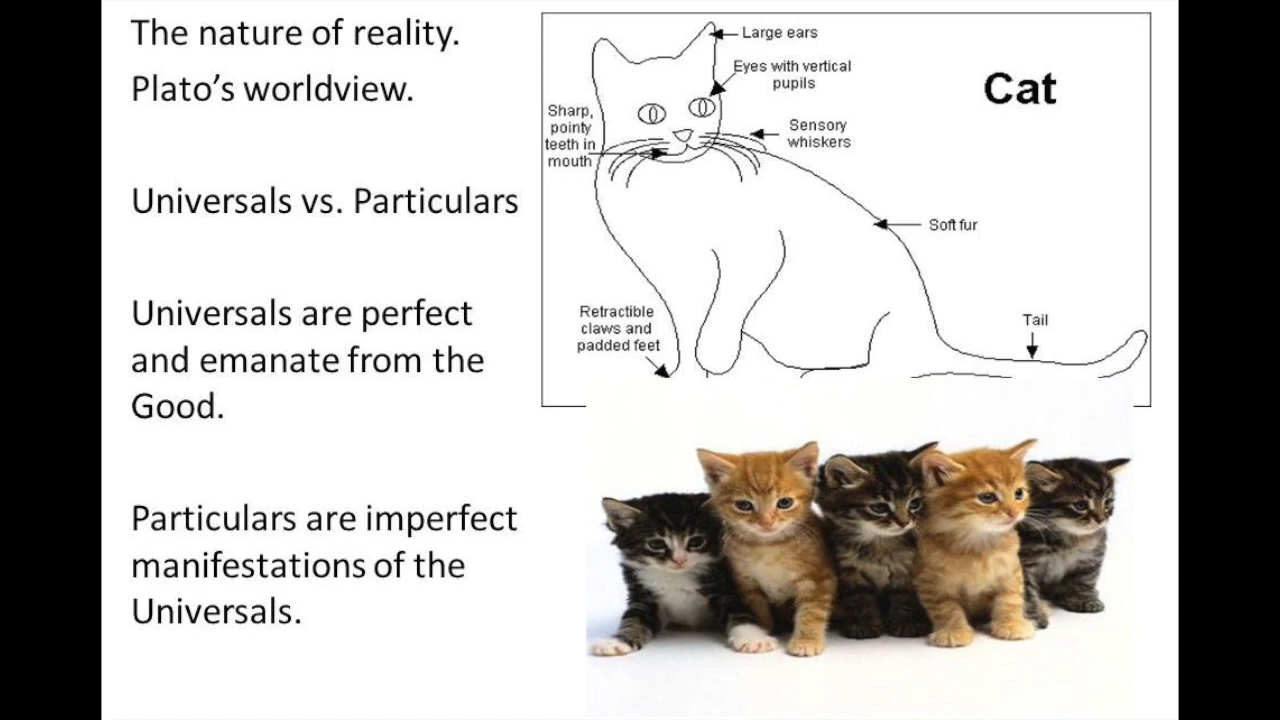 The nature of reality.
Plato's worldview.
Universals vs. Particulars
Universals are perfect
and emanate from the
Good.
Particulars are imperfect
manifestations of the
Universals.
Cat
Large ears
Eyes with vertical
pupils
Sharp,
pointy
teeth in
mouth
Sensory
whiskers
Soft fur
Retractible
claws and
padded feet
Tail